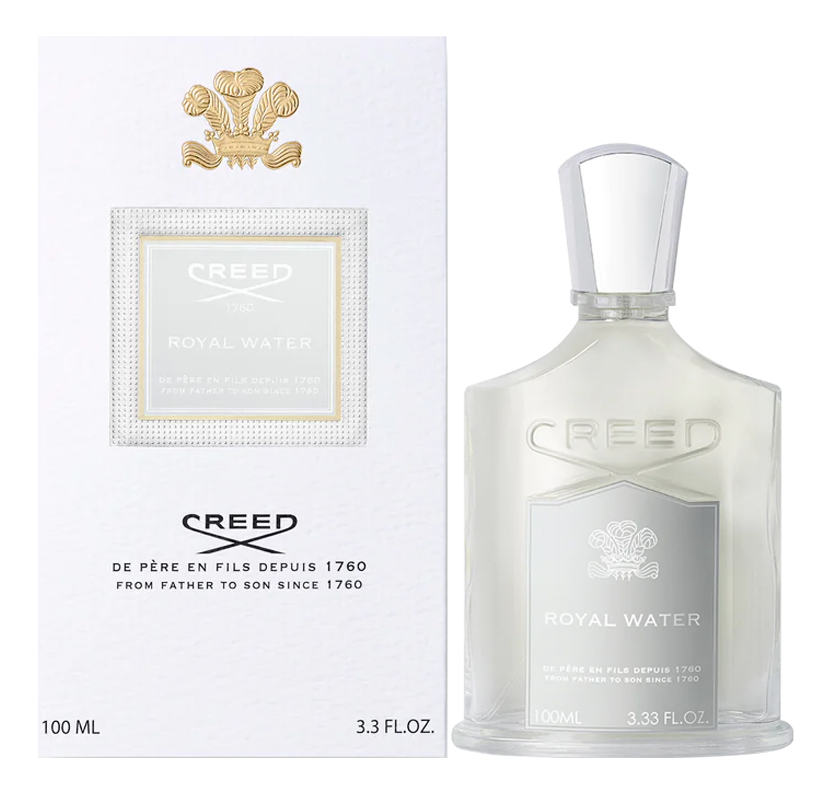 CREED
1760
ROYAL WATER
DE PÈRE EN FILS DEPUIS 1760
FROM FATHER TO SON SINCE 1760
CREED
DE PÈRE EN FILS DEPUIS 1760
FROM FATHER TO SON SINCE 1760
100 ML
3.3 FL.OZ.
CREED
ROYAL WATER
DE PÈRE EN FILS DEPUIS 1760
FROM FATHER TO SON SINCE 1760
100ML
3.33 FL.OZ.